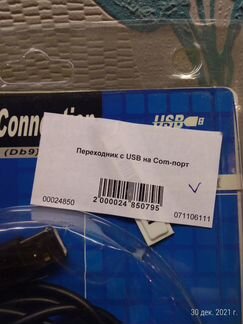 Connection
USB
(Db9)
Переходник с USB на Com-порт
00024850
2 000024 850795
071106111
30 дек. 2021 г.